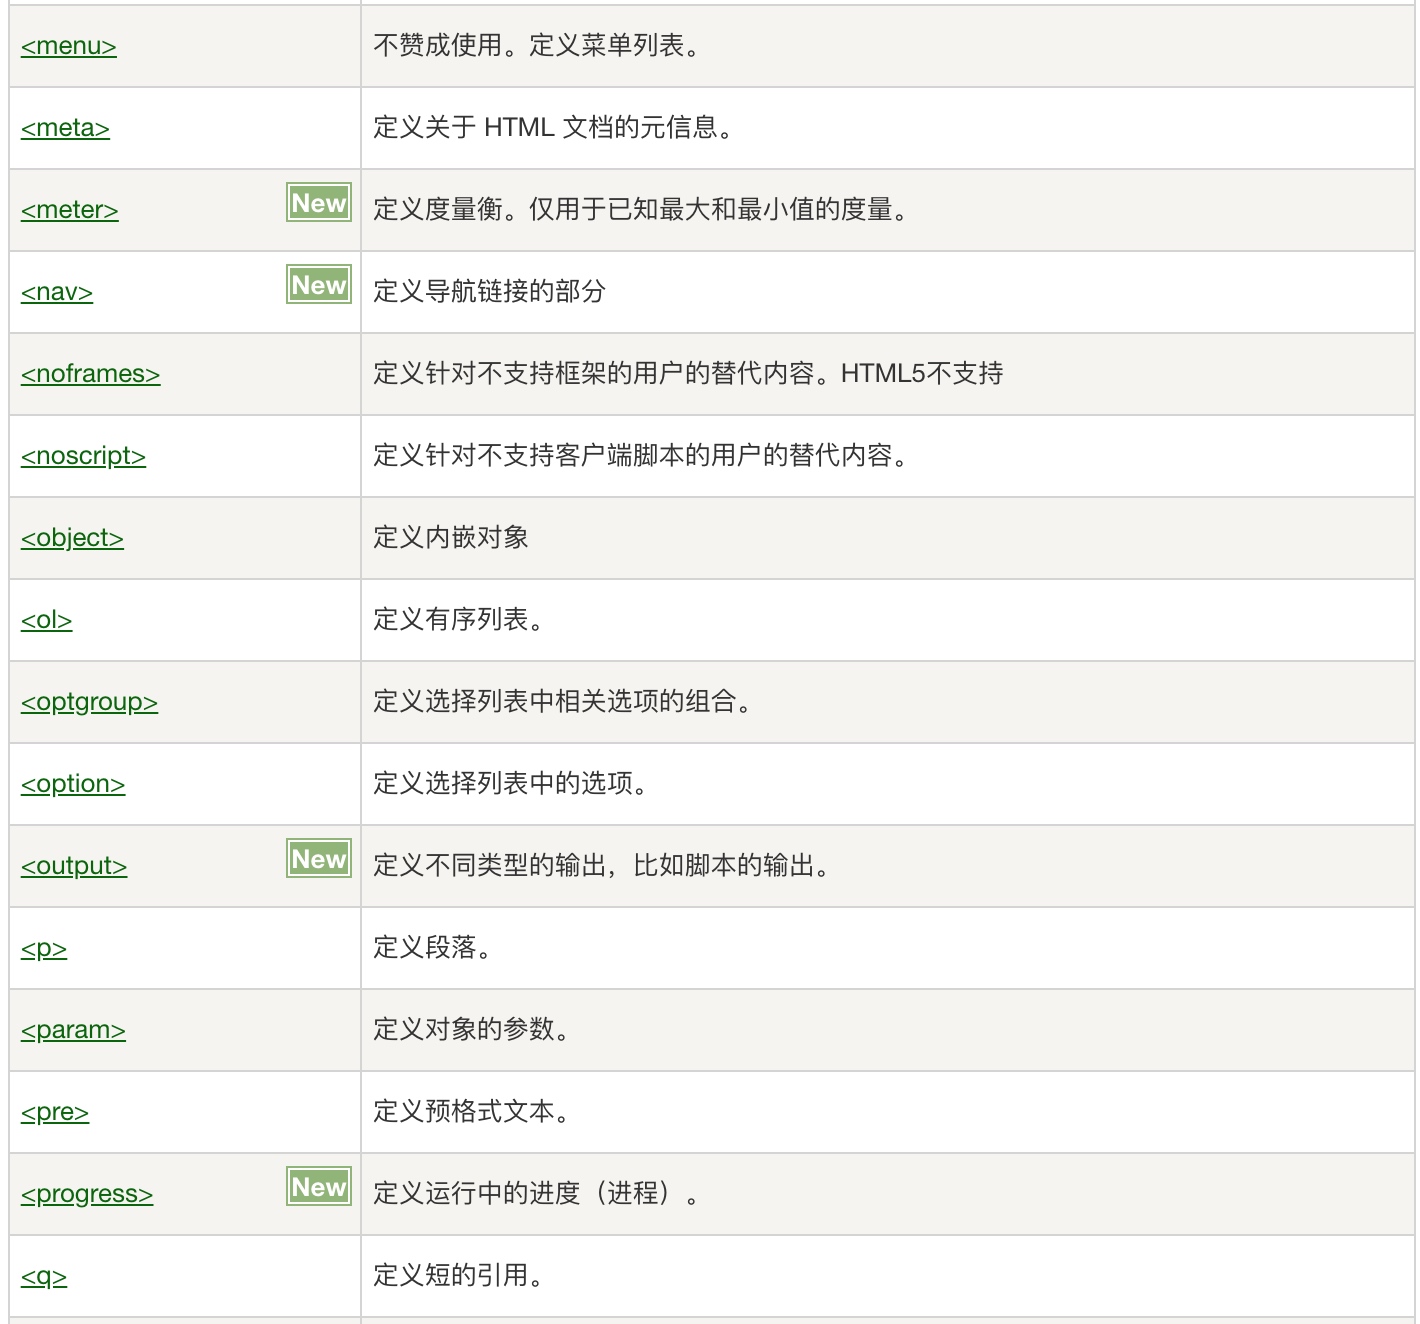 <menu> 不赞成使用。定义菜单列表。
<meta> 定义关于 HTML 文档的元信息。
<meter> New 定义度量衡。仅用于已知最大和最小值的度量。
<nav> New 定义导航链接的部分
<noframes> 定义针对不支持框架的用户的替代内容。HTML5不支持
<noscript> 定义针对不支持客户端脚本的用户的替代内容。
<object> 定义内嵌对象
<ol> 定义有序列表。
<optgroup> 定义选择列表中相关选项的组合。
<option> 定义选择列表中的选项。
<output> New 定义不同类型的输出，比如脚本的输出。
<p> 定义段落。
<param> 定义对象的参数。
<pre> 定义预格式文本。
<progress> New 定义运行中的进度（进程）。
<q> 定义短的引用。